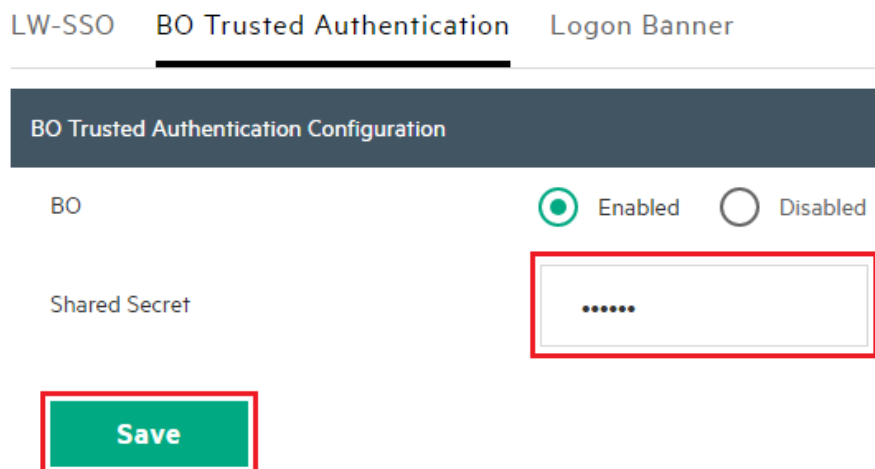 LW-SSO BO Trusted Authentication Logon Banner
BO Trusted Authentication Configuration
BO Enabled Disabled
Shared Secret ••••••
Save